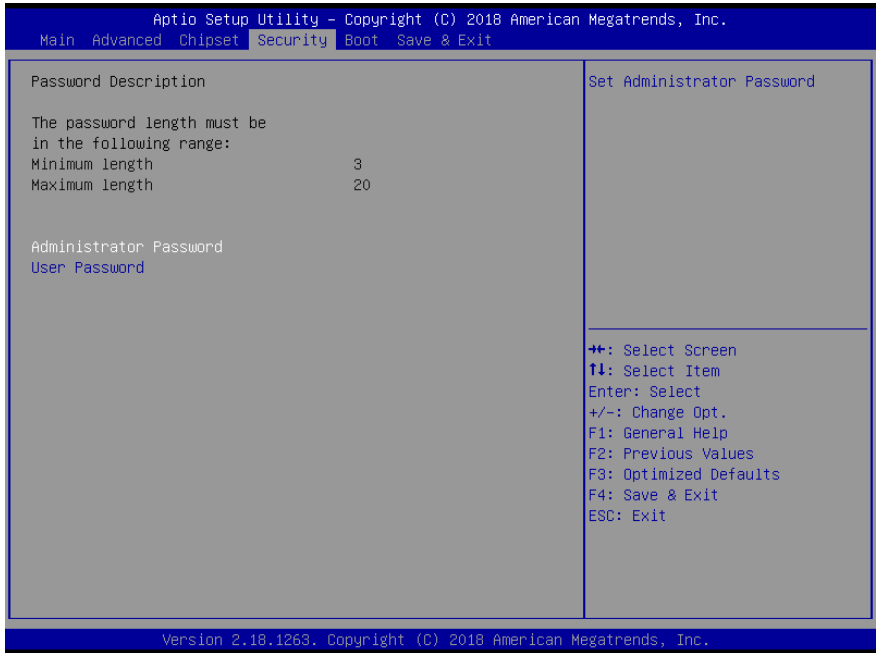 Aptio Setup Utility – Copyright (C) 2018 American Megatrends, Inc.
Main Advanced Chipset Security Boot Save & Exit
Password Description
The password length must be
in the following range:
Minimum length 3
Maximum length 20
Administrator Password
User Password
Set Administrator Password
→←: Select Screen
↑↓: Select Item
Enter: Select
+/-: Change Opt.
F1: General Help
F2: Previous Values
F3: Optimized Defaults
F4: Save & Exit
ESC: Exit
Version 2.18.1263. Copyright (C) 2018 American Megatrends, Inc.